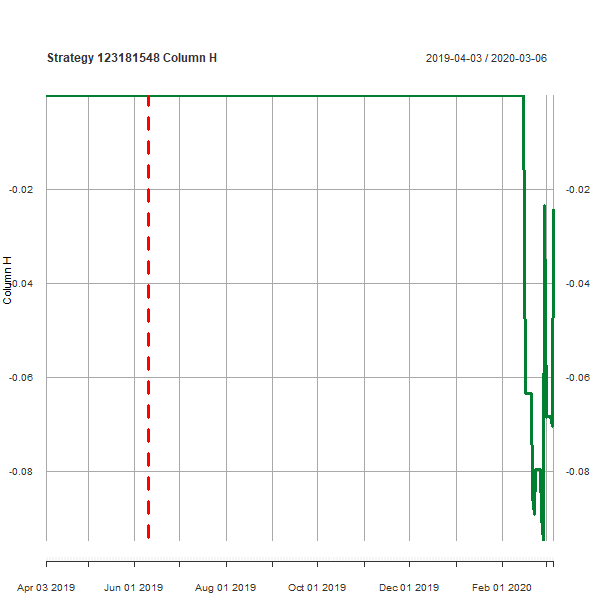 Strategy 123181548 Column H
2019-04-03 / 2020-03-06
-0.02
-0.02
Column H
-0.04
-0.04
-0.06
-0.06
-0.08
-0.08
Apr 03 2019
Jun 01 2019
Aug 01 2019
Oct 01 2019
Dec 01 2019
Feb 01 2020